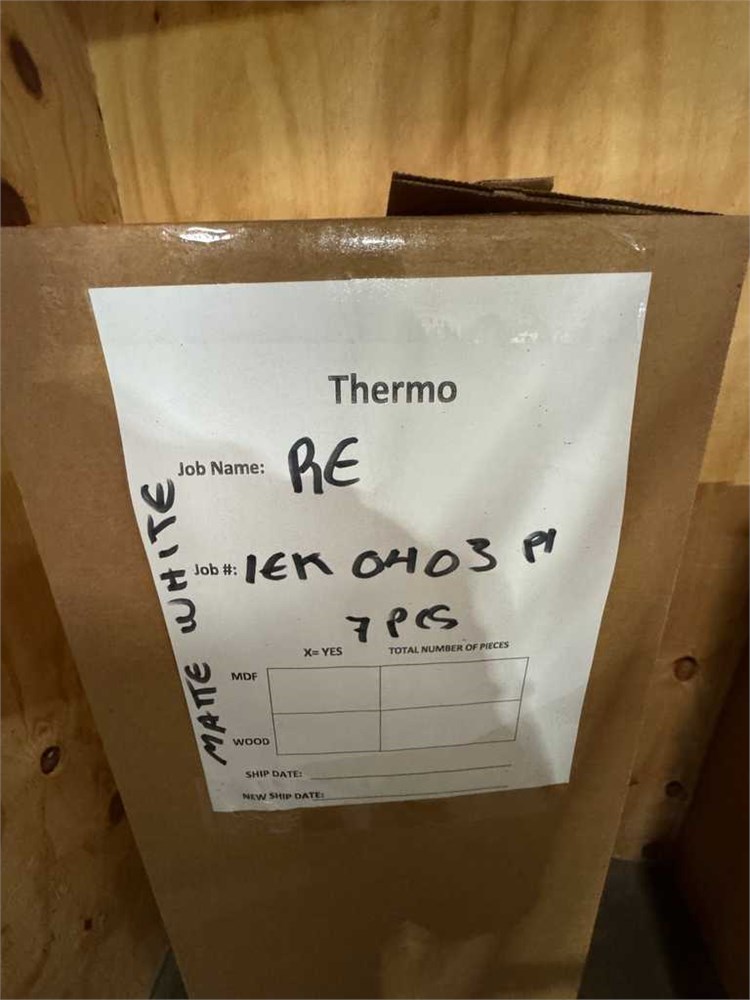 Thermo
Job Name: RE
Job #: IEK 0403 P1
7 PCS
X= YES TOTAL NUMBER OF PIECES
MDF
WOOD
SHIP DATE:
NEW SHIP DATE:
MATTE WHITE